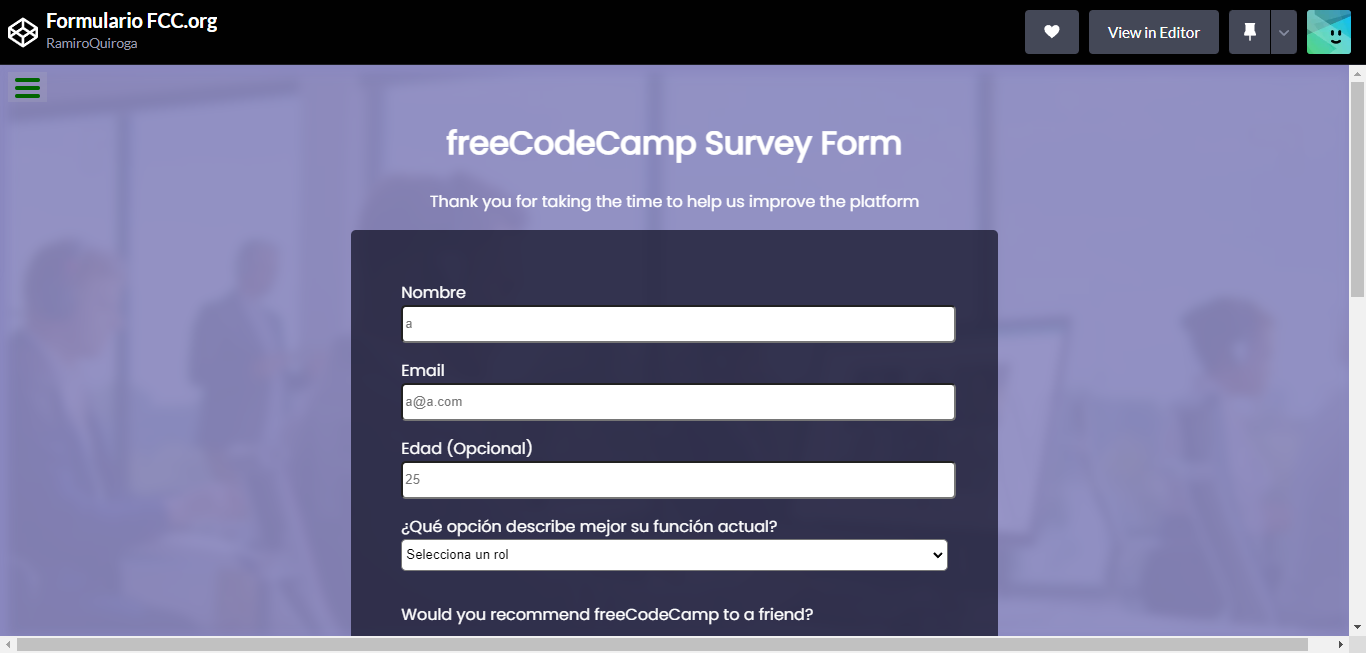 Formulario FCC.org
RamiroQuiroga
View in Editor
freeCodeCamp Survey Form
Thank you for taking the time to help us improve the platform
Nombre
a
Email
a@a.com
Edad (Opcional)
25
¿Qué opción describe mejor su función actual?
Selecciona un rol
Would you recommend freeCodeCamp to a friend?